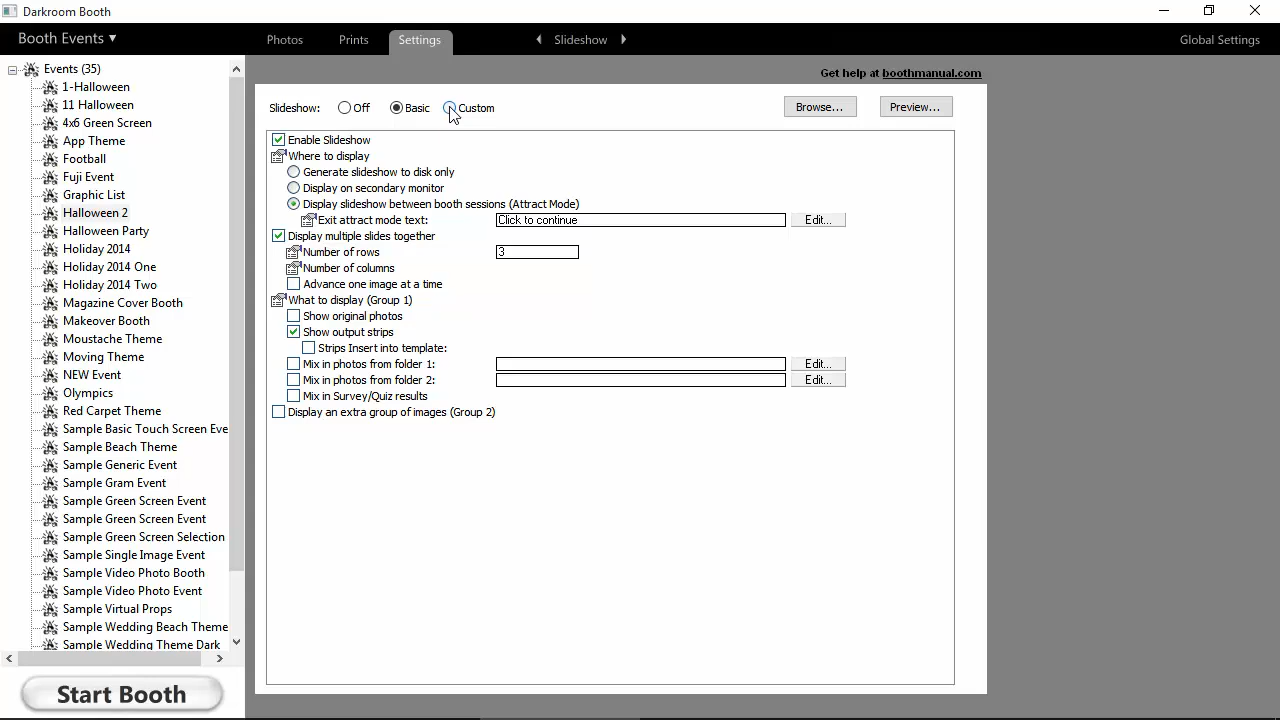 Darkroom Booth
Booth Events ▾
Photos
Prints
Settings
Slideshow
Global Settings
Events (35)
1-Halloween
11 Halloween
4x6 Green Screen
App Theme
Football
Fuji Event
Graphic List
Halloween 2
Halloween Party
Holiday 2014
Holiday 2014 One
Holiday 2014 Two
Magazine Cover Booth
Makeover Booth
Moustache Theme
Moving Theme
NEW Event
Olympics
Red Carpet Theme
Sample Basic Touch Screen Eve
Sample Beach Theme
Sample Generic Event
Sample Gram Event
Sample Green Screen Event
Sample Green Screen Event
Sample Green Screen Selection
Sample Single Image Event
Sample Video Photo Booth
Sample Video Photo Event
Sample Virtual Props
Sample Wedding Beach Theme
Sample Wedding Theme Dark
Start Booth
Get help at boothmanual.com
Slideshow: Off Basic Custom Browse... Preview...
Enable Slideshow
Where to display
Generate slideshow to disk only
Display on secondary monitor
Display slideshow between booth sessions (Attract Mode)
Exit attract mode text: Click to continue Edit...
Display multiple slides together
Number of rows 3
Number of columns
Advance one image at a time
What to display (Group 1)
Show original photos
Show output strips
Strips Insert into template:
Mix in photos from folder 1: Edit...
Mix in photos from folder 2: Edit...
Mix in Survey/Quiz results
Display an extra group of images (Group 2)